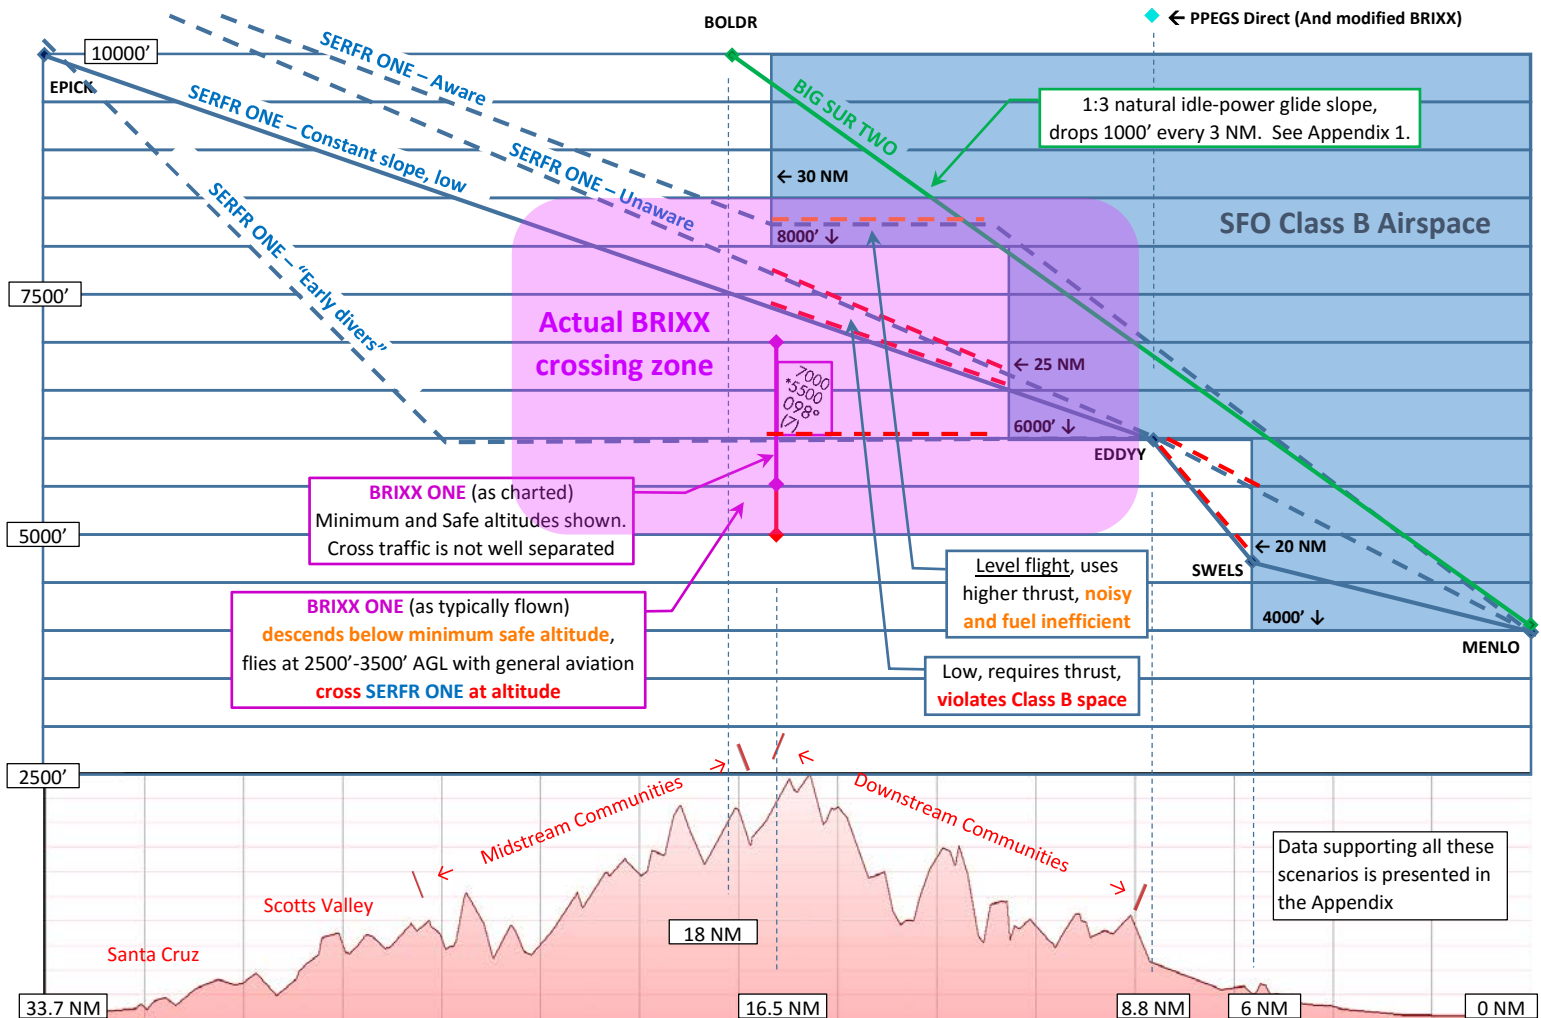 BOLDR
← PPEGS Direct (And modified BRIXX)
10000’
EPICK
SERFR ONE – Aware
SERFR ONE – Constant slope, low
SERFR ONE – Unaware
SERFR ONE – “Early divers”
BIG SUR TWO
1:3 natural idle-power glide slope,
drops 1000’ every 3 NM. See Appendix 1.
← 30 NM
SFO Class B Airspace
8000’ ↓
7500’
Actual BRIXX
crossing zone
7000
*5500
098°
(7)
← 25 NM
6000’ ↓
EDDYY
BRIXX ONE (as charted)
Minimum and Safe altitudes shown.
Cross traffic is not well separated
5000’
← 20 NM
SWELS
Level flight, uses
higher thrust, noisy
and fuel inefficient
BRIXX ONE (as typically flown)
descends below minimum safe altitude,
flies at 2500’-3500’ AGL with general aviation
cross SERFR ONE at altitude
4000’ ↓
MENLO
Low, requires thrust,
violates Class B space
2500’
← Midstream Communities →
← Downstream Communities →
Data supporting all these
scenarios is presented in
the Appendix
Scotts Valley
Santa Cruz
18 NM
33.7 NM
16.5 NM
8.8 NM
6 NM
0 NM